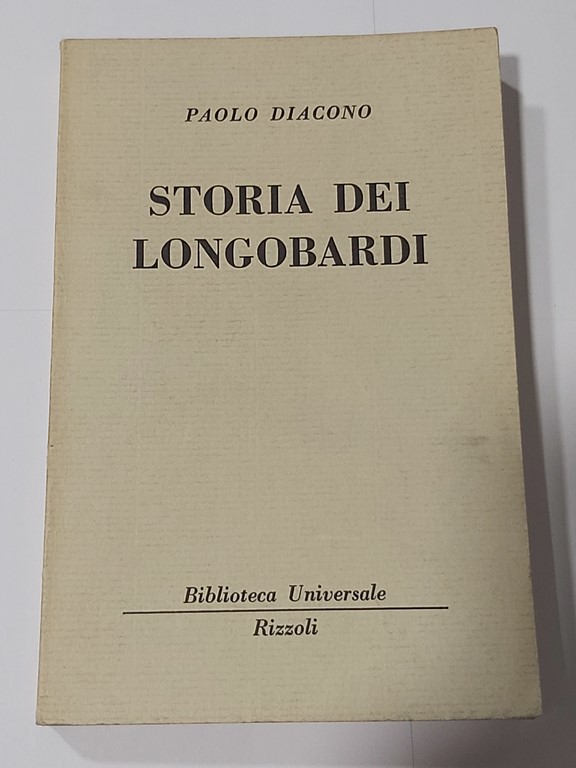 PAOLO DIACONO
STORIA DEI
LONGOBARDI
Biblioteca Universale
Rizzoli